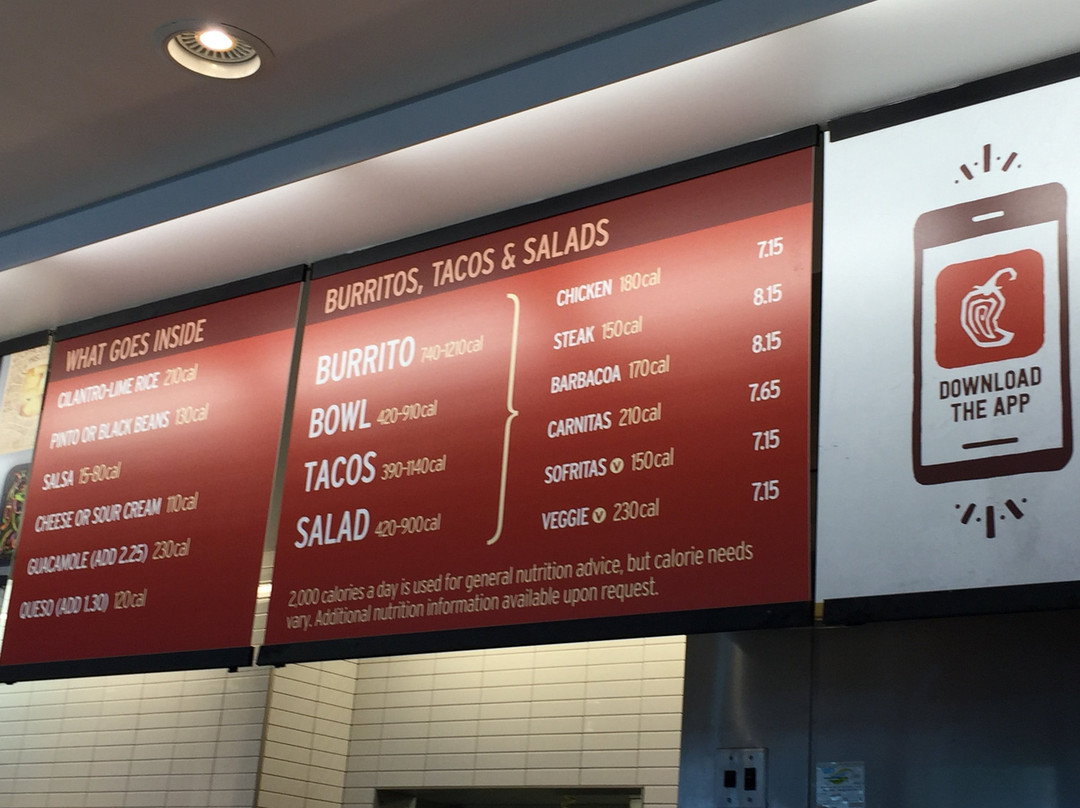 WHAT GOES INSIDE
CILANTRO-LIME RICE 210cal
PINTO OR BLACK BEANS 130cal
SALSA 15-80cal
CHEESE OR SOUR CREAM 110cal
GUACAMOLE (ADD 2.25) 230cal
QUESO (ADD 1.30) 120cal
BURRITOS, TACOS & SALADS
BURRITO 740-1210cal
BOWL 420-910cal
TACOS 390-1140cal
SALAD 420-900cal
CHICKEN 180cal 7.15
STEAK 150cal 8.15
BARBACOA 170cal 8.15
CARNITAS 210cal 7.65
SOFRITAS V 150cal 7.15
VEGGIE V 230cal 7.15
2,000 calories a day is used for general nutrition advice, but calorie needs
vary. Additional nutrition information available upon request.
DOWNLOAD
THE APP